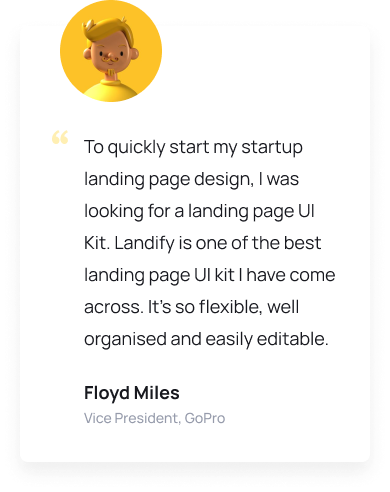 “
To quickly start my startup
landing page design, I was
looking for a landing page UI
Kit. Landify is one of the best
landing page UI kit I have come
across. It’s so flexible, well
organised and easily editable.
Floyd Miles
Vice President, GoPro